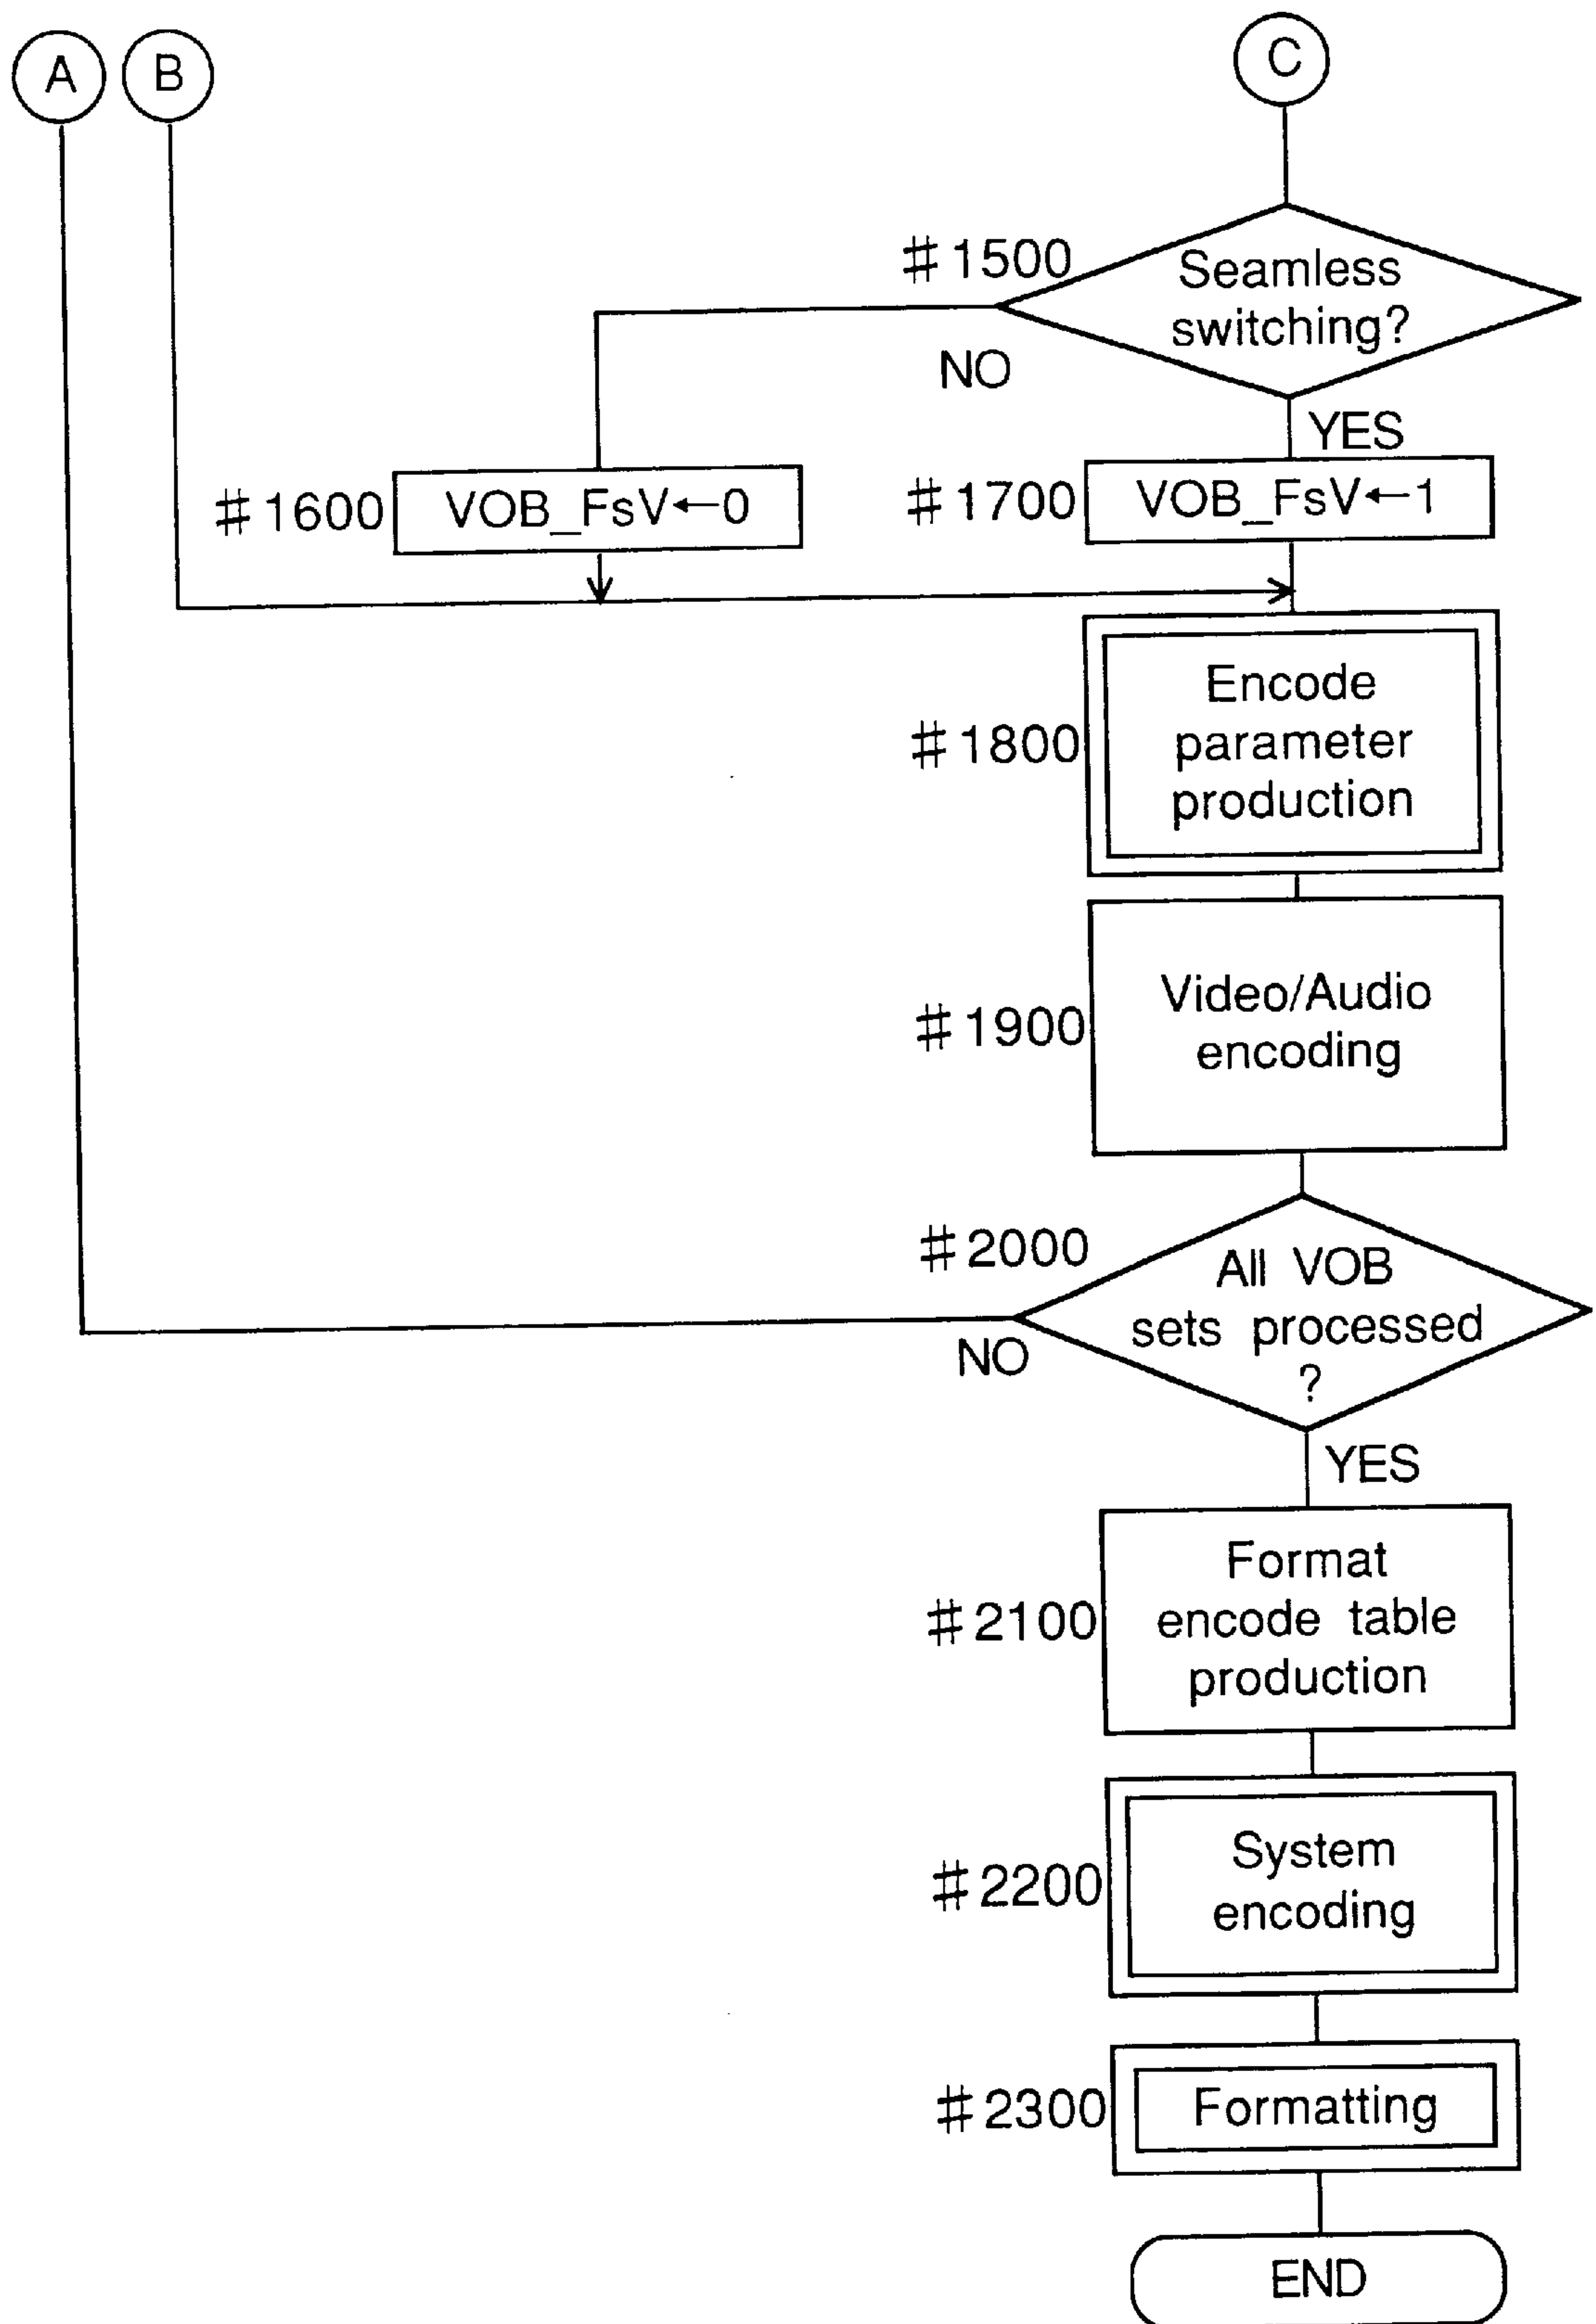 A B C
#1500 Seamless
switching?
NO
YES
#1600 VOB_FsV←0 #1700 VOB_FsV←1
Encode
#1800 parameter
production
Video/Audio
#1900 encoding
#2000 All VOB
sets processed
NO ?
YES
Format
#2100 encode table
production
System
#2200 encoding
#2300 Formatting
END